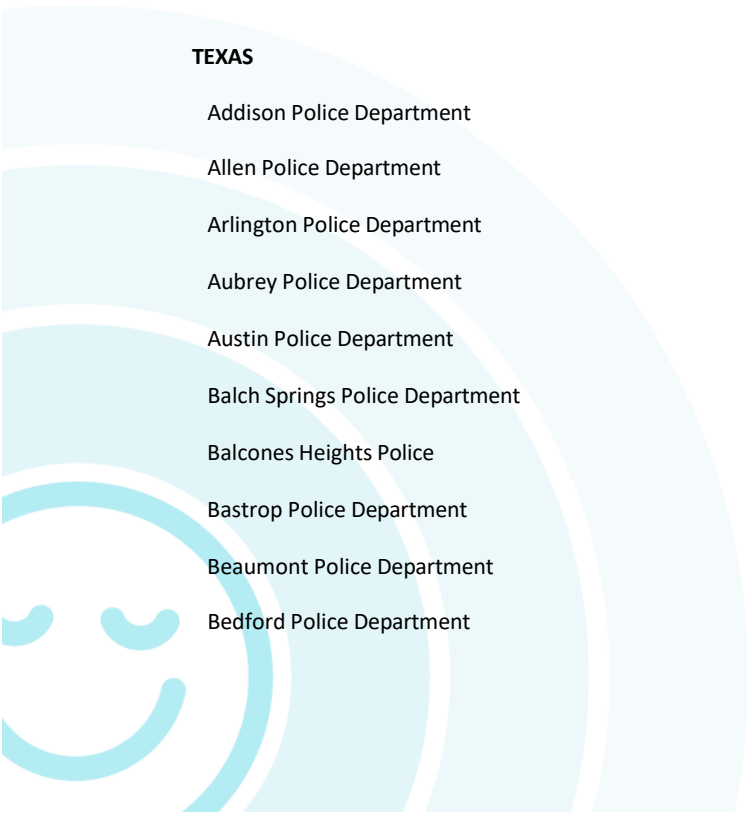 TEXAS
Addison Police Department
Allen Police Department
Arlington Police Department
Aubrey Police Department
Austin Police Department
Balch Springs Police Department
Balcones Heights Police
Bastrop Police Department
Beaumont Police Department
Bedford Police Department